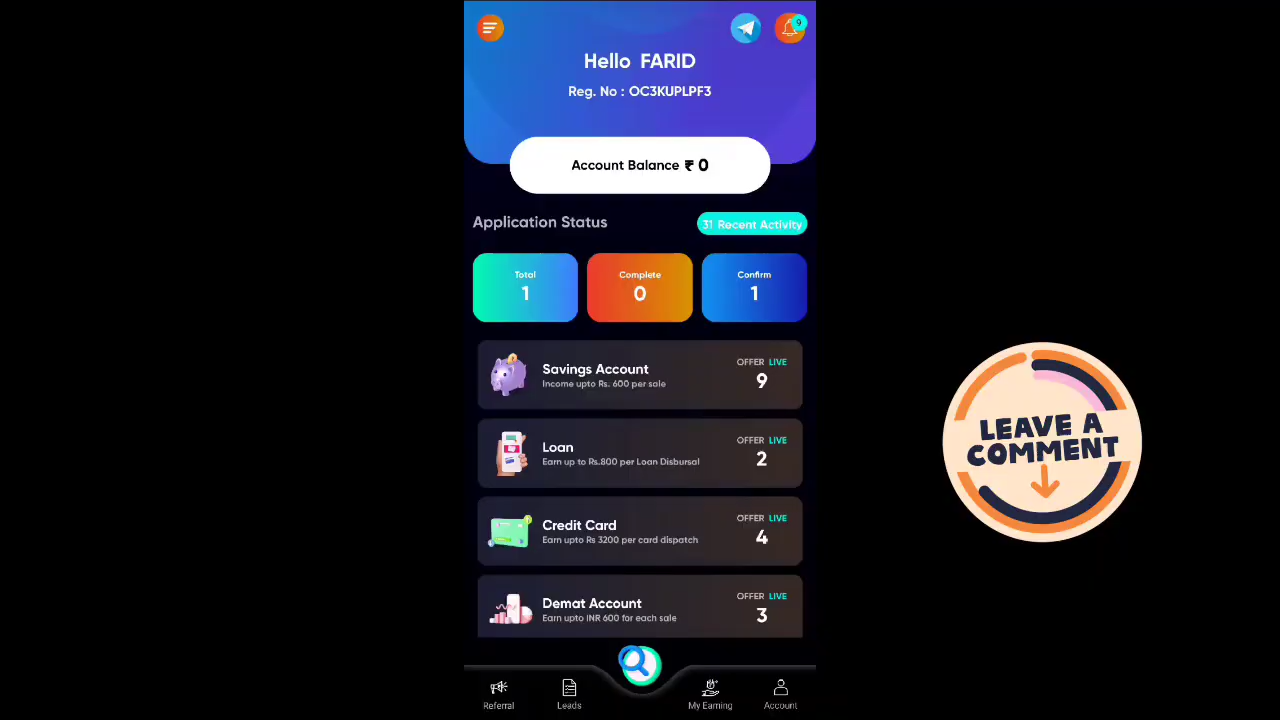 9
Hello FARID
Reg. No : OC3KUPLPF3
Account Balance ₹ 0
Application Status
31 Recent Activity
Total
1
Complete
0
Confirm
1
Savings Account
Income upto Rs. 600 per sale
OFFER LIVE
9
Loan
Earn up to Rs.800 per Loan Disbursal
OFFER LIVE
2
Credit Card
Earn upto Rs 3200 per card dispatch
OFFER LIVE
4
Demat Account
Earn upto INR 600 for each sale
OFFER LIVE
3
Referral
Leads
My Earning
Account
LEAVE A
COMMENT